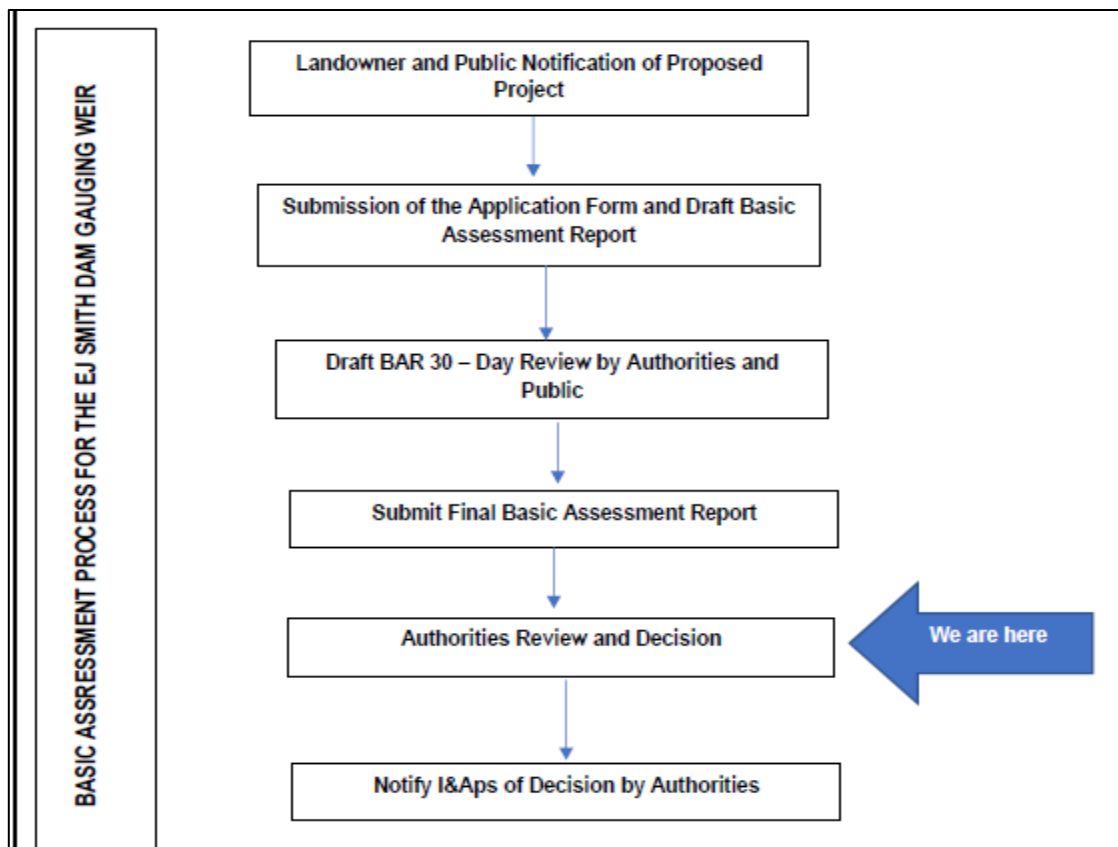 BASIC ASSRESSMENT PROCESS FOR THE EJ SMITH DAM GAUGING WEIR
Landowner and Public Notification of Proposed
Project
Submission of the Application Form and Draft Basic
Assessment Report
Draft BAR 30 – Day Review by Authorities and
Public
Submit Final Basic Assessment Report
Authorities Review and Decision
We are here
Notify I&Aps of Decision by Authorities